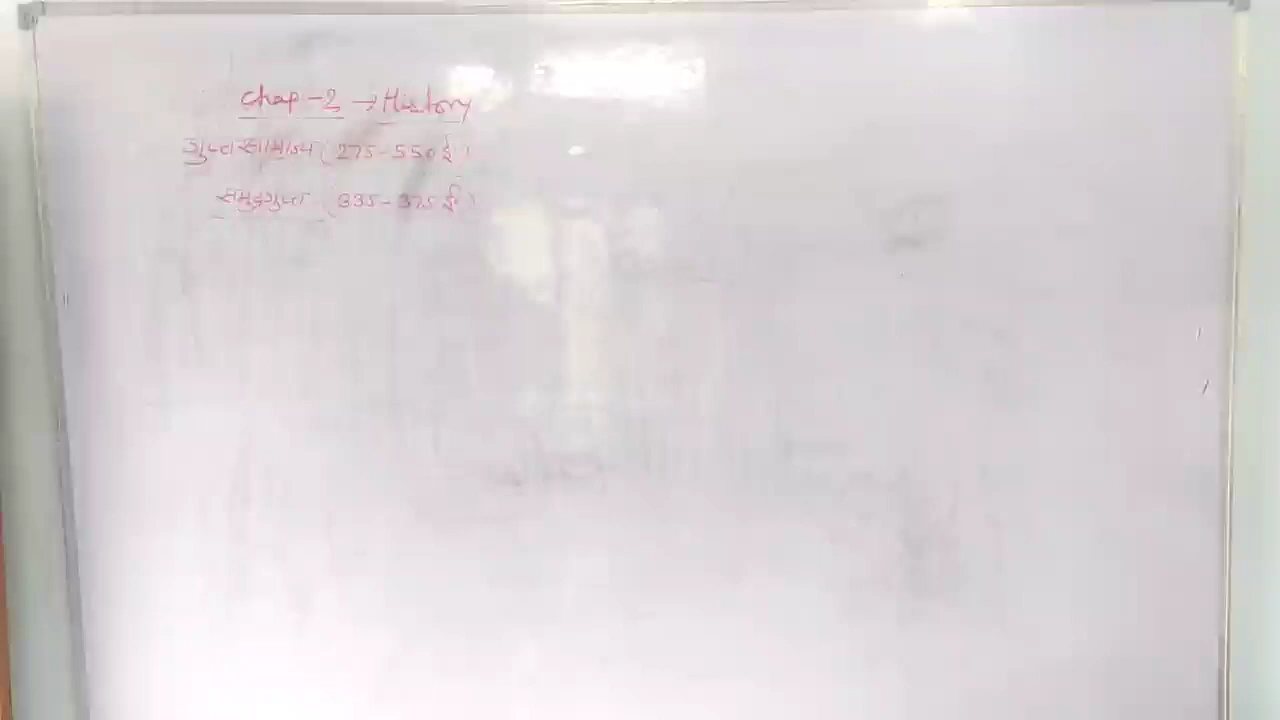 Chap-2 → History
गुप्त साम्राज्य (275-550 ई)
समुद्रगुप्त (335-375 ई)